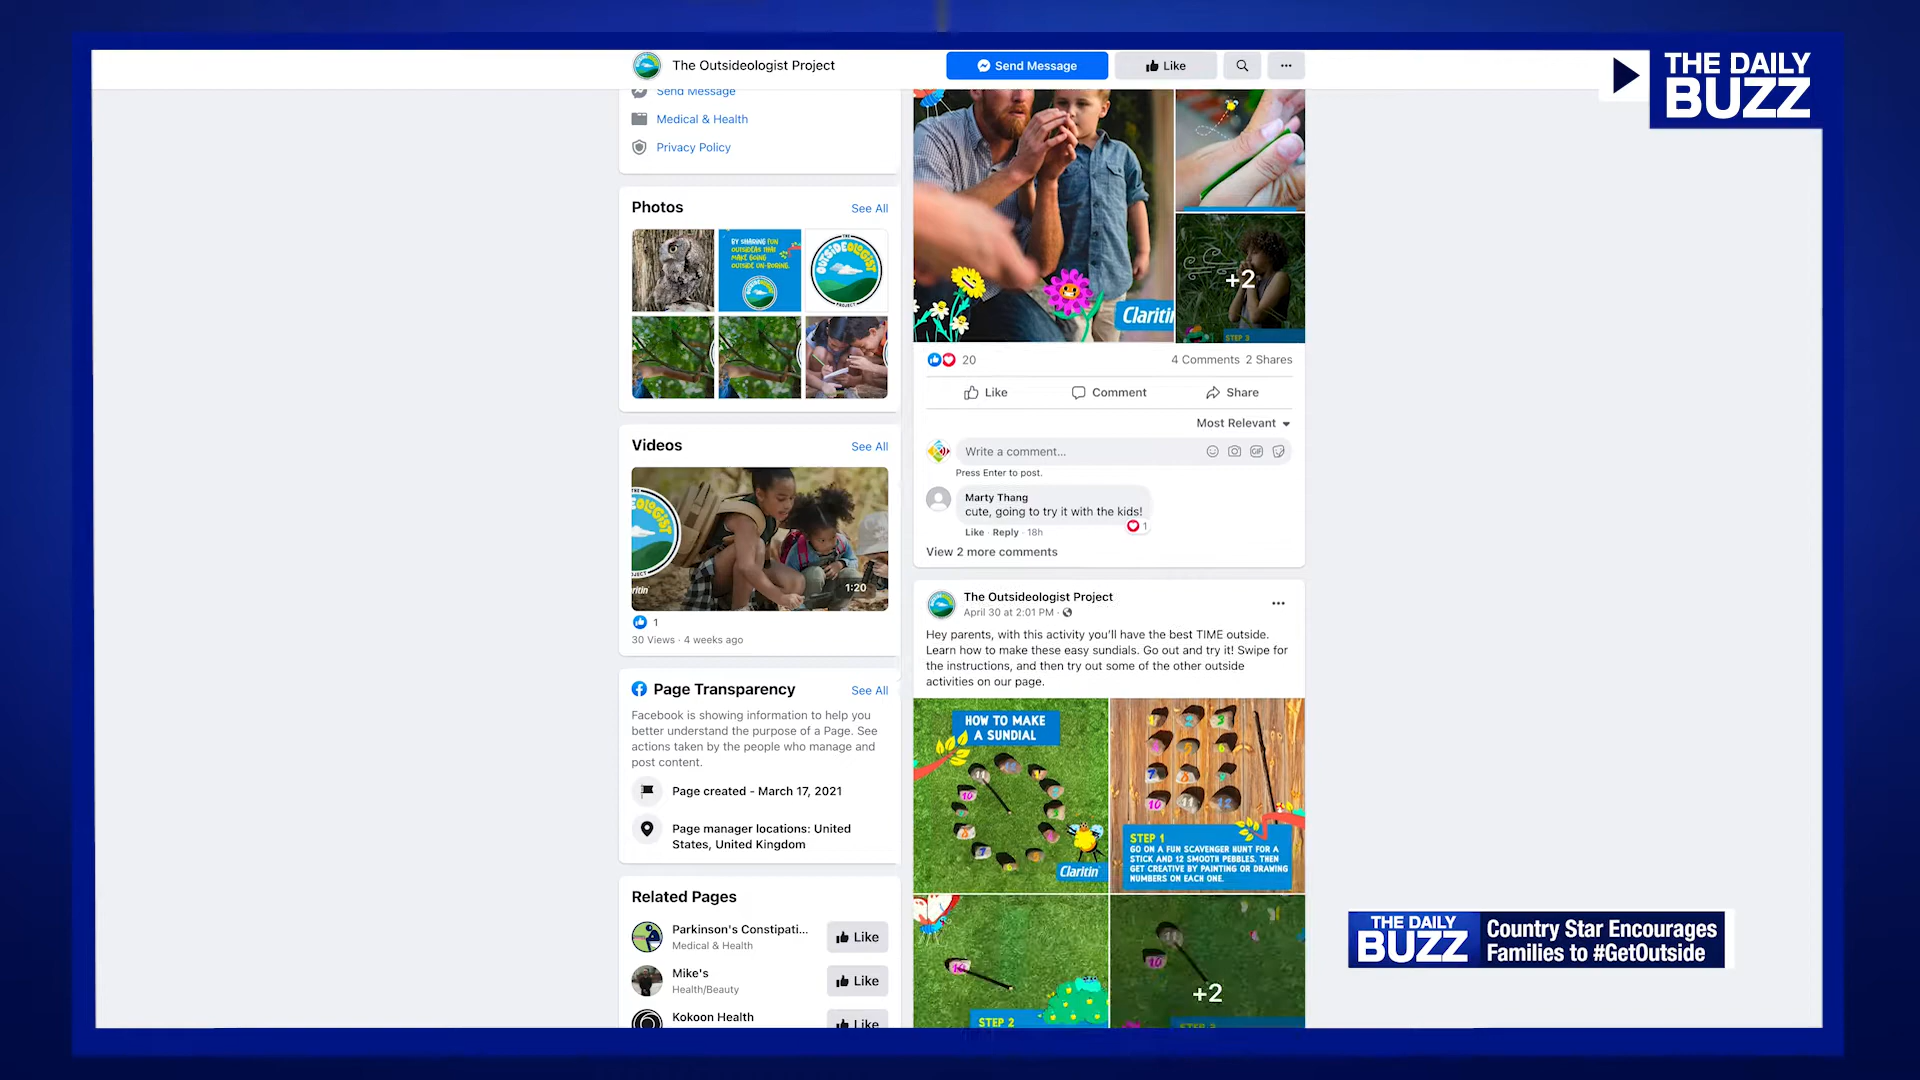 The Outsideologist Project
Send Message
Like
THE DAILY
BUZZ
Send Message
Medical & Health
Privacy Policy
Photos
See All
BY SHARING FUN
OUTSIDEAS THAT
MAKE GOING
OUTSIDE UN-BORING.
THE
OUTSIDEOLOGIST
PROJECT
Videos
See All
1:20
1
30 Views · 4 weeks ago
Page Transparency
See All
Facebook is showing information to help you
better understand the purpose of a Page. See
actions taken by the people who manage and
post content.
Page created - March 17, 2021
Page manager locations: United
States, United Kingdom
Related Pages
Parkinson's Constipati...
Medical & Health
Like
Mike's
Health/Beauty
Like
Kokoon Health
Like
+2
Claritin
STEP 3
20
4 Comments 2 Shares
Like
Comment
Share
Most Relevant
Write a comment...
GIF
Press Enter to post.
Marty Thang
cute, going to try it with the kids!
1
Like · Reply · 18h
View 2 more comments
The Outsideologist Project
April 30 at 2:01 PM ·
Hey parents, with this activity you'll have the best TIME outside.
Learn how to make these easy sundials. Go out and try it! Swipe for
the instructions, and then try out some of the other outside
activities on our page.
HOW TO MAKE
A SUNDIAL
Claritin
STEP 1
GO ON A FUN SCAVENGER HUNT FOR A
STICK AND 12 SMOOTH PEBBLES. THEN
GET CREATIVE BY PAINTING OR DRAWING
NUMBERS ON EACH ONE.
STEP 2
+2
THE DAILY
BUZZ
Country Star Encourages
Families to #GetOutside